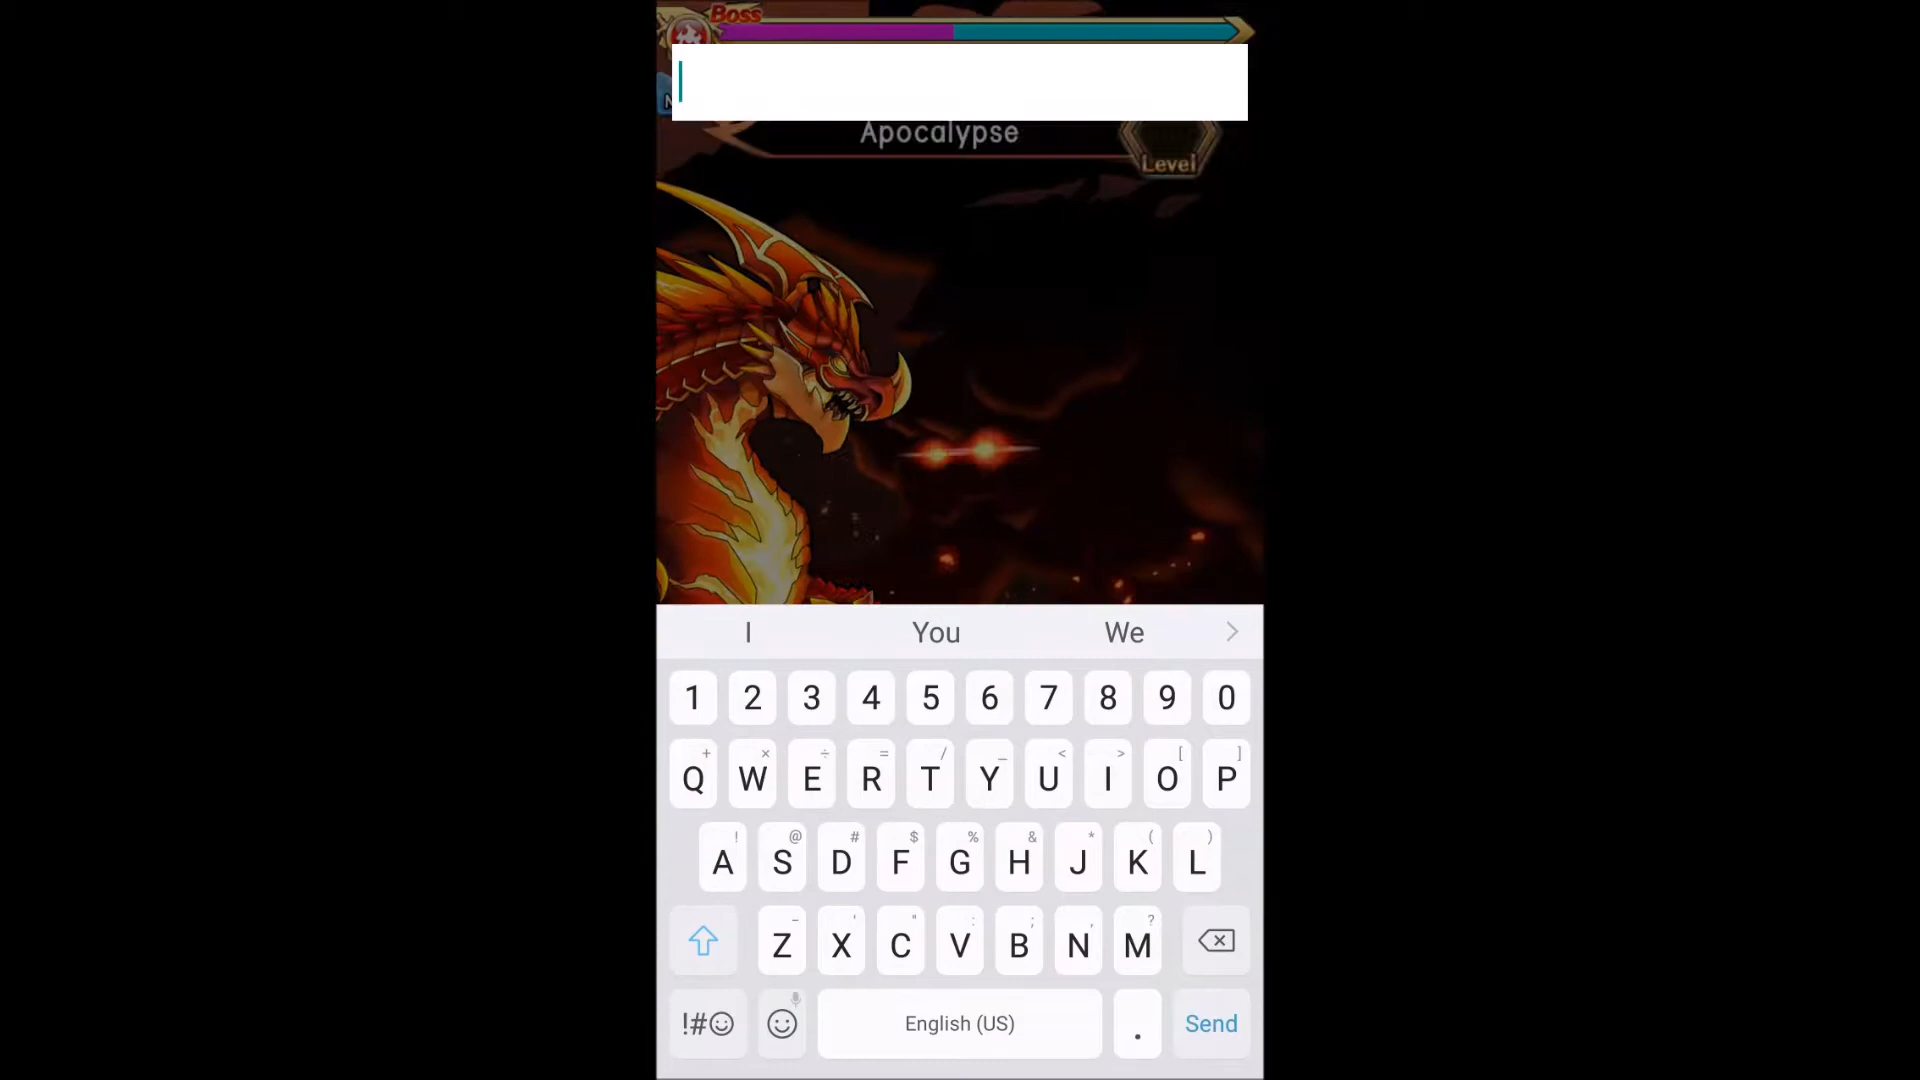 Boss
N
Apocalypse
Level
I You We >
1 2 3 4 5 6 7 8 9 0
+ × ÷ = / _ < > [ ]
Q W E R T Y U I O P
! @ # $ % & * ( )
A S D F G H J K L
- ' " : ; , ?
Z X C V B N M
!#☺ English (US) . Send